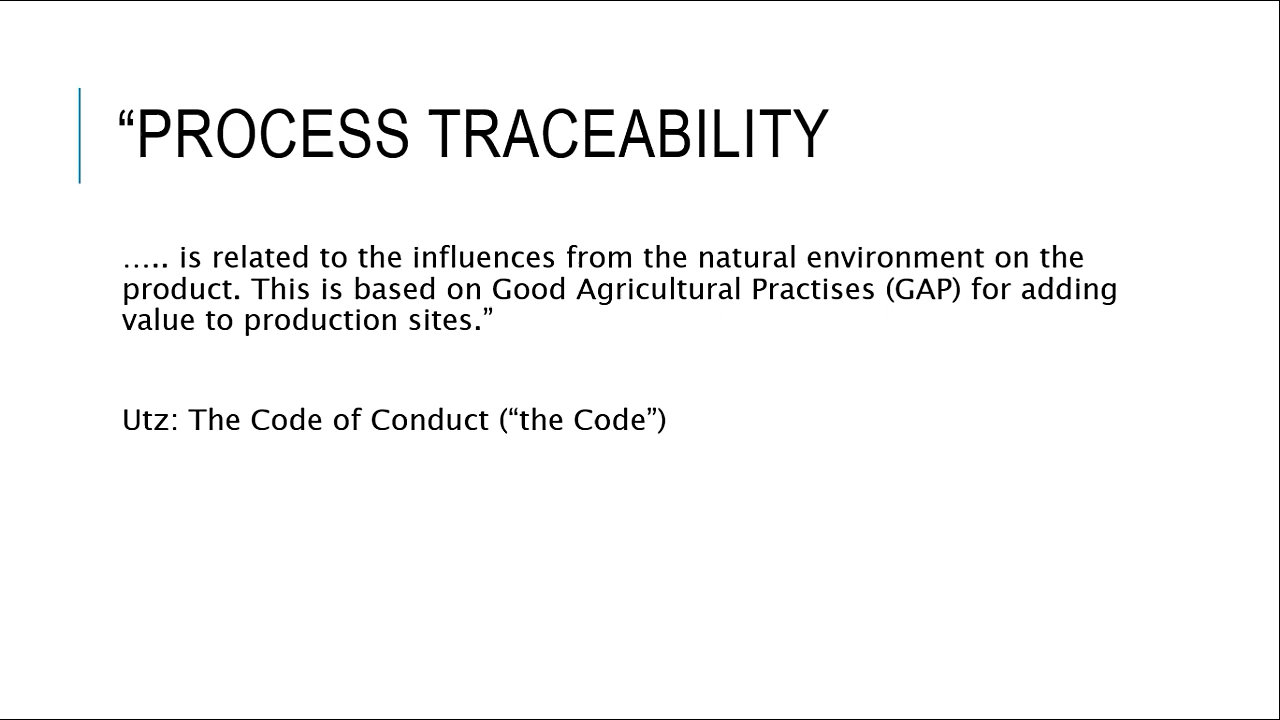 “PROCESS TRACEABILITY
….. is related to the influences from the natural environment on the
product. This is based on Good Agricultural Practises (GAP) for adding
value to production sites.”
Utz: The Code of Conduct (“the Code”)